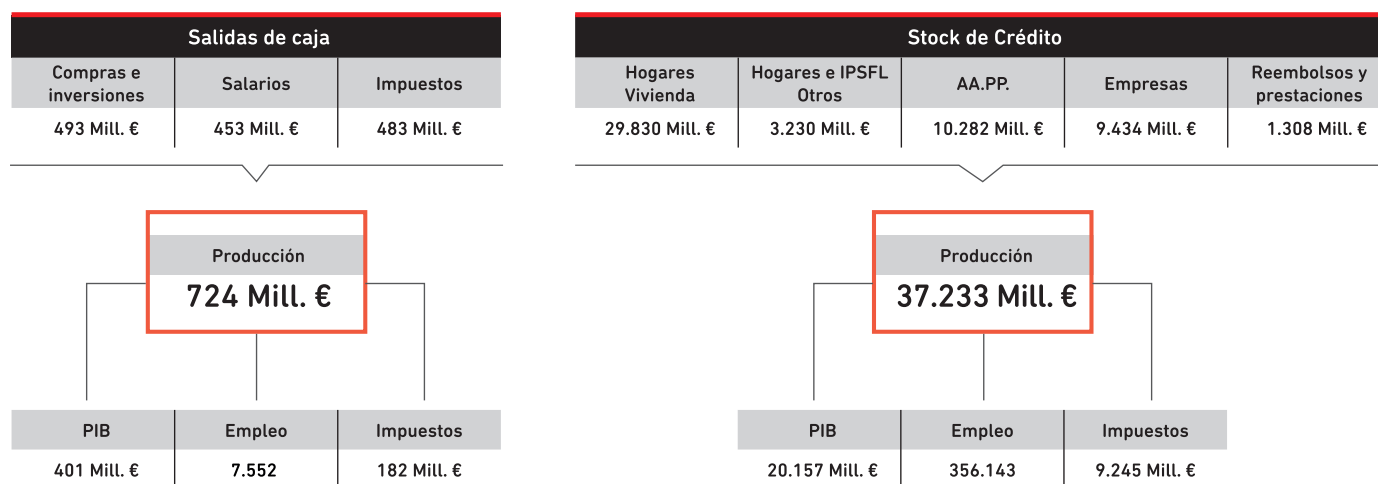 Salidas de caja
Compras e
inversiones
Salarios
Impuestos
493 Mill. €
453 Mill. €
483 Mill. €
Producción
724 Mill. €
PIB
Empleo
Impuestos
401 Mill. €
7.552
182 Mill. €
Stock de Crédito
Hogares
Vivienda
Hogares e IPSFL
Otros
AA.PP.
Empresas
Reembolsos y
prestaciones
29.830 Mill. €
3.230 Mill. €
10.282 Mill. €
9.434 Mill. €
1.308 Mill. €
Producción
37.233 Mill. €
PIB
Empleo
Impuestos
20.157 Mill. €
356.143
9.245 Mill. €